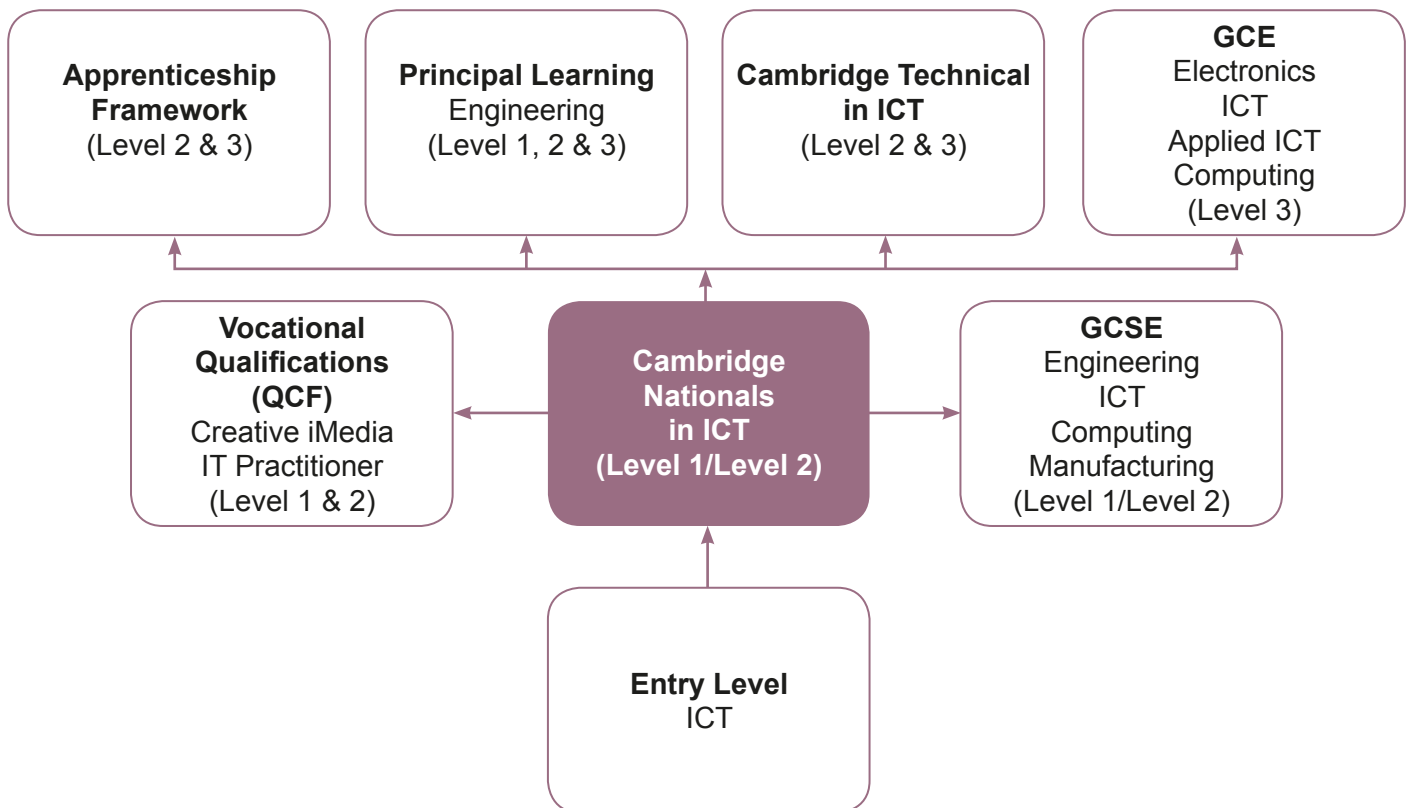 Apprenticeship
Framework
(Level 2 & 3)
Principal Learning
Engineering
(Level 1, 2 & 3)
Cambridge Technical
in ICT
(Level 2 & 3)
GCE
Electronics
ICT
Applied ICT
Computing
(Level 3)
Vocational
Qualifications
(QCF)
Creative iMedia
IT Practitioner
(Level 1 & 2)
Cambridge
Nationals
in ICT
(Level 1/Level 2)
GCSE
Engineering
ICT
Computing
Manufacturing
(Level 1/Level 2)
Entry Level
ICT